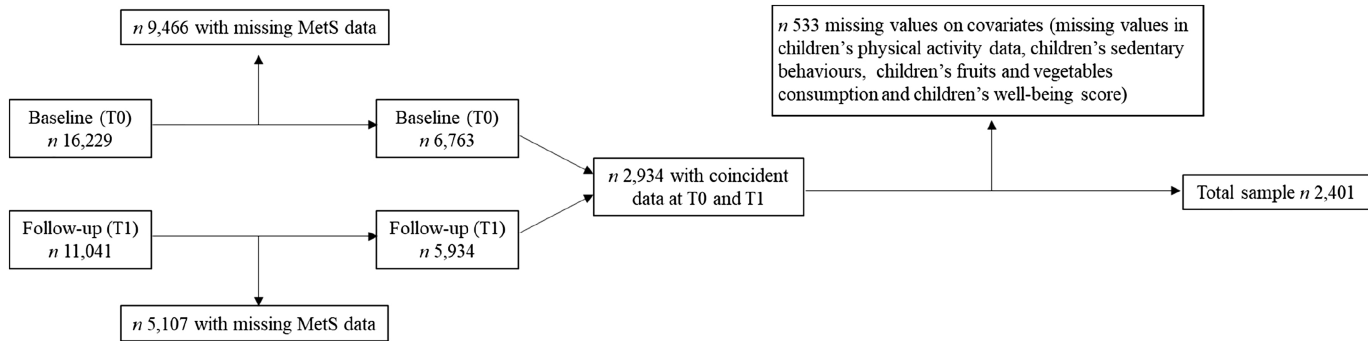 n 9,466 with missing MetS data
n 533 missing values on covariates (missing values in
children's physical activity data, children's sedentary
behaviours, children's fruits and vegetables
consumption and children's well-being score)
Baseline (T0)
n 16,229
Baseline (T0)
n 6,763
n 2,934 with coincident
data at T0 and T1
Total sample n 2,401
Follow-up (T1)
n 11,041
Follow-up (T1)
n 5,934
n 5,107 with missing MetS data